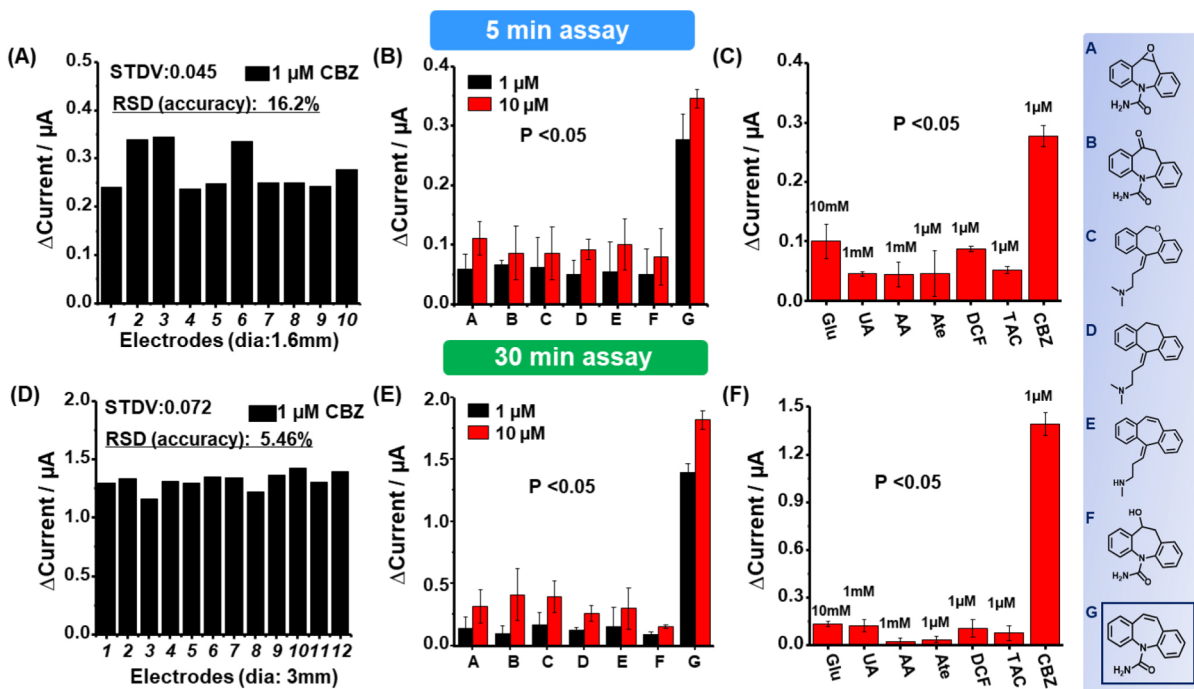 5 min assay
(A)
0.5
0.4
0.3
0.2
0.1
0.0
ΔCurrent / µA
STDV:0.045
1 µM CBZ
RSD (accuracy): 16.2%
1 2 3 4 5 6 7 8 9 10
Electrodes (dia:1.6mm)
(B)
0.4
0.3
0.2
0.1
0.0
ΔCurrent / µA
1 µM
10 µM
P <0.05
A B C D E F G
(C)
0.4
0.3
0.2
0.1
0.0
ΔCurrent / µA
P <0.05
10mM
1mM
1mM
1µM
1µM
1µM
1µM
Glu UA AA Ate DCF TAC CBZ
30 min assay
(D)
2.0
1.5
1.0
0.5
0.0
ΔCurrent / µA
STDV:0.072
1 µM CBZ
RSD (accuracy): 5.46%
1 2 3 4 5 6 7 8 9 10 11 12
Electrodes (dia: 3mm)
(E)
2.0
1.5
1.0
0.5
0.0
ΔCurrent / µA
1 µM
10 µM
P <0.05
A B C D E F G
(F)
1.5
1.2
0.9
0.6
0.3
0.0
ΔCurrent / µA
P <0.05
10mM
1mM
1mM
1µM
1µM
1µM
1µM
Glu UA AA Ate DCF TAC CBZ
A
O
N
H₂N
O
B
O
N
H₂N
O
C
O
N
D
N
E
HN
F
HO
N
H₂N
O
G
N
H₂N
O